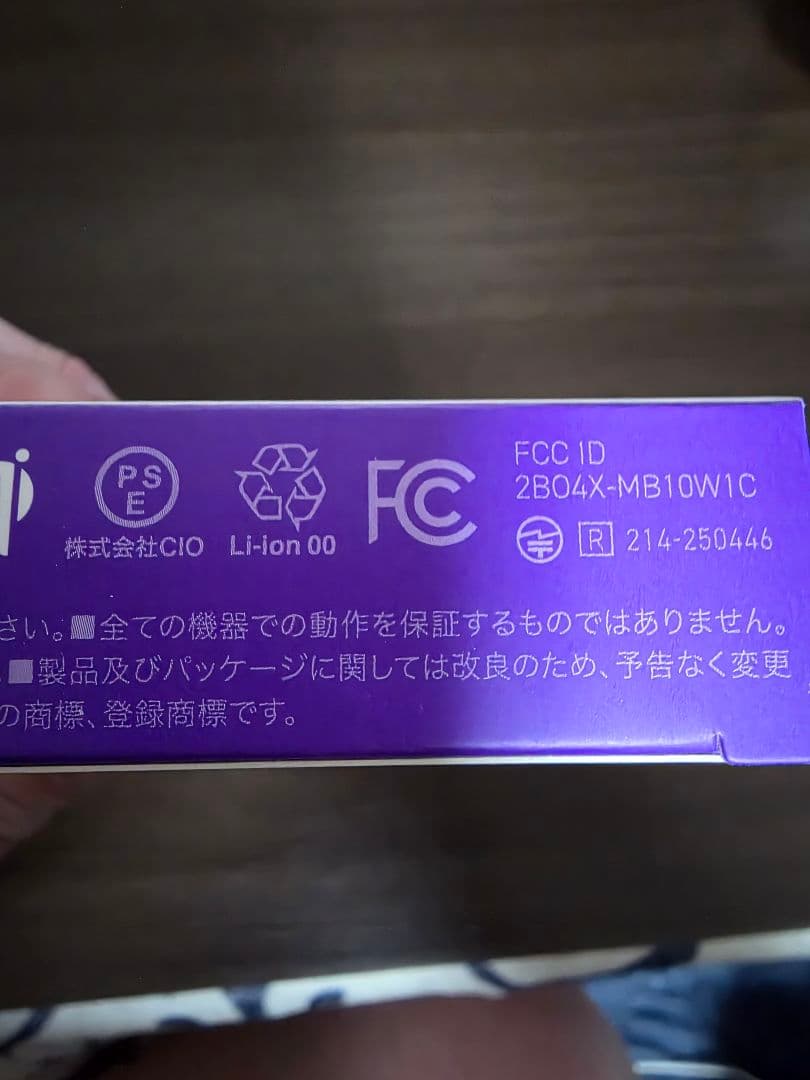 PSE
株式会社CIO
Li-ion 00
FC
FCC ID
2BO4X-MB10W1C
R 214-250446
さい。■全ての機器での動作を保証するものではありません。
■製品及びパッケージに関しては改良のため、予告なく変更
の商標、登録商標です。